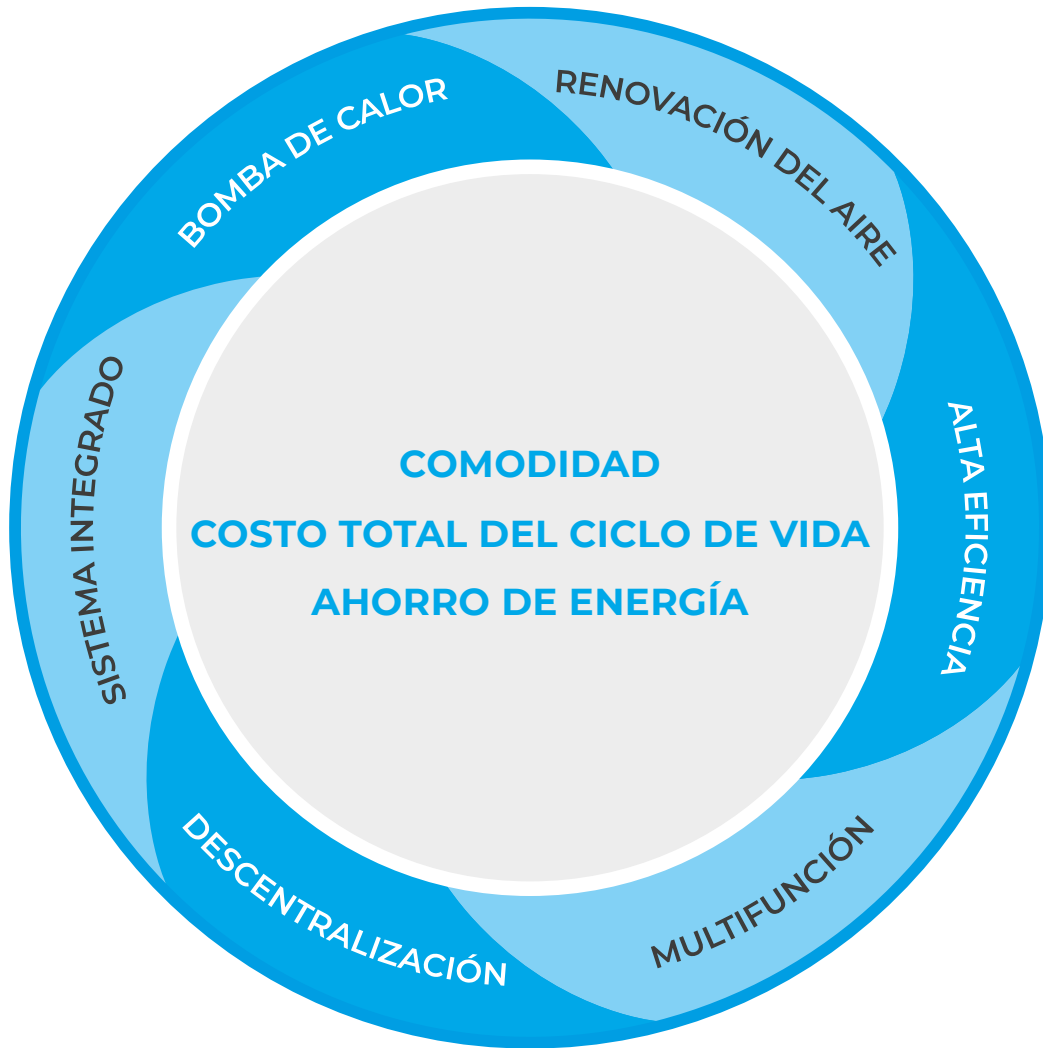 BOMBA DE CALOR
RENOVACIÓN DEL AIRE
ALTA EFICIENCIA
MULTIFUNCIÓN
DESCENTRALIZACIÓN
SISTEMA INTEGRADO
COMODIDAD
COSTO TOTAL DEL CICLO DE VIDA
AHORRO DE ENERGÍA